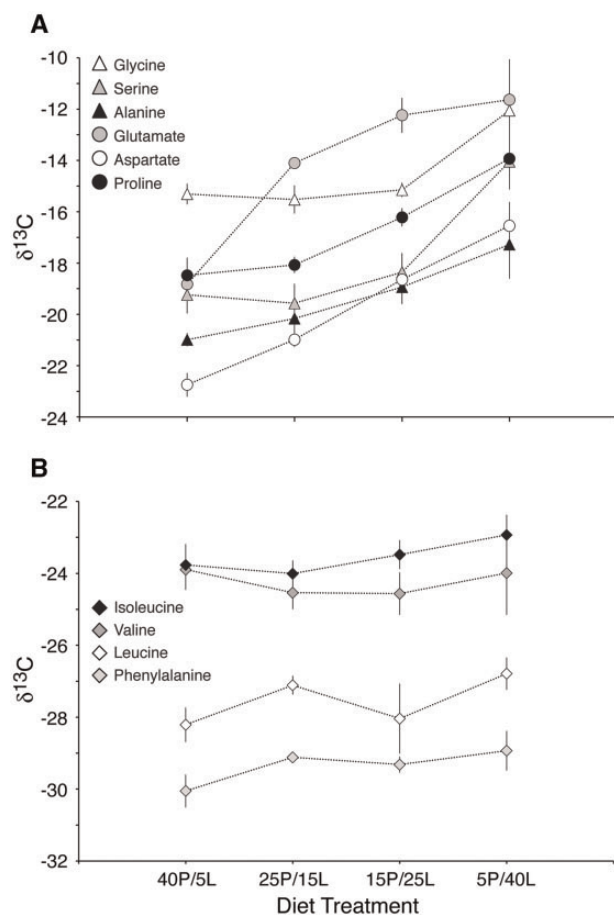 A
-10
-12
-14
-16
-18
-20
-22
-24
δ13C
Glycine
Serine
Alanine
Glutamate
Aspartate
Proline
B
-22
-24
-26
-28
-30
-32
δ13C
Isoleucine
Valine
Leucine
Phenylalanine
40P/5L 25P/15L 15P/25L 5P/40L
Diet Treatment